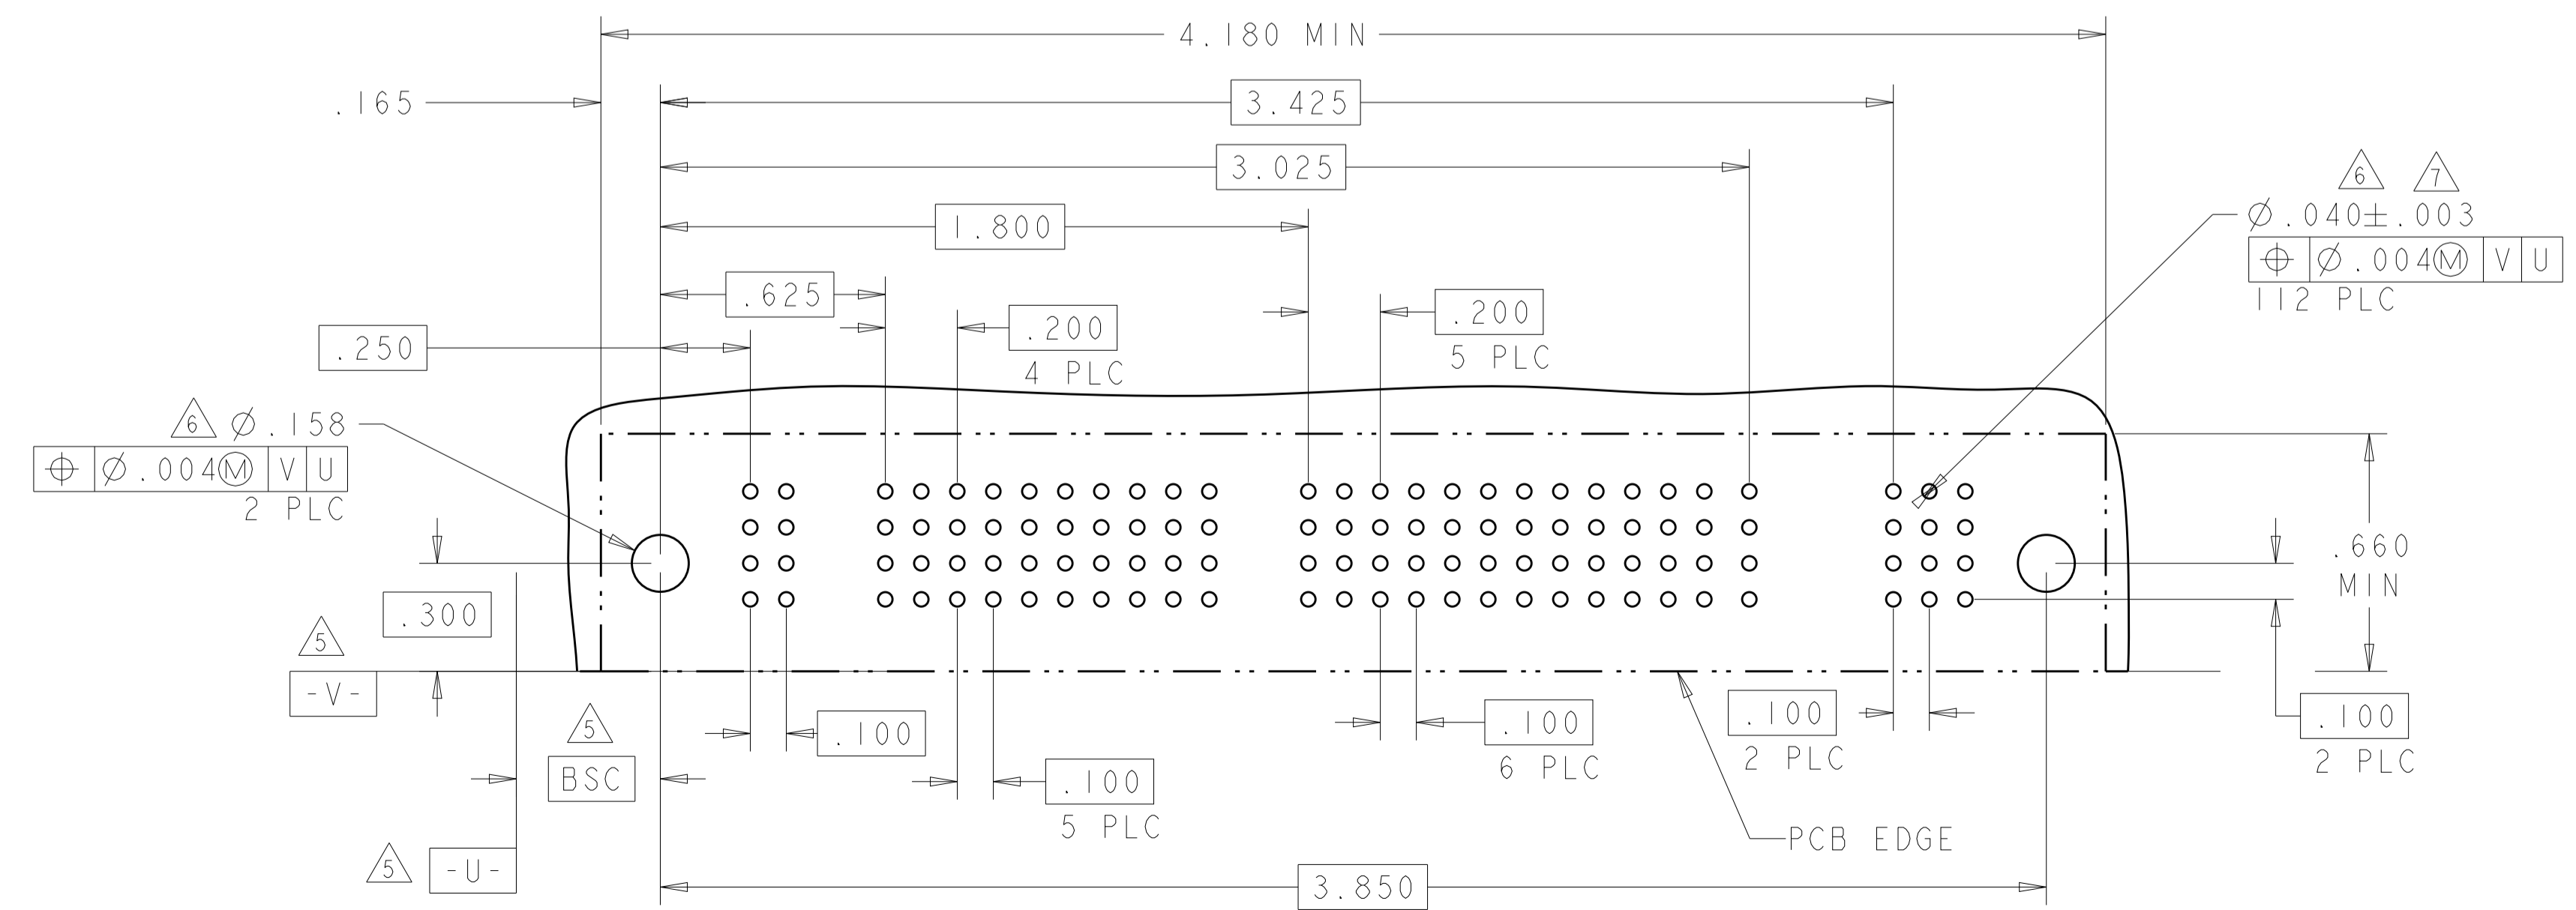 4.180 MIN
.165
3.425
3.025
6 7
Ø.040±.003
⌖ Ø.004Ⓜ V U
112 PLC
1.800
.625
.200
4 PLC
.200
5 PLC
.250
6 Ø.158
⌖ Ø.004Ⓜ V U
2 PLC
.660
MIN
.300
5
-V-
5
BSC
.100
.100
5 PLC
.100
6 PLC
.100
2 PLC
.100
2 PLC
PCB EDGE
5 -U-
3.850